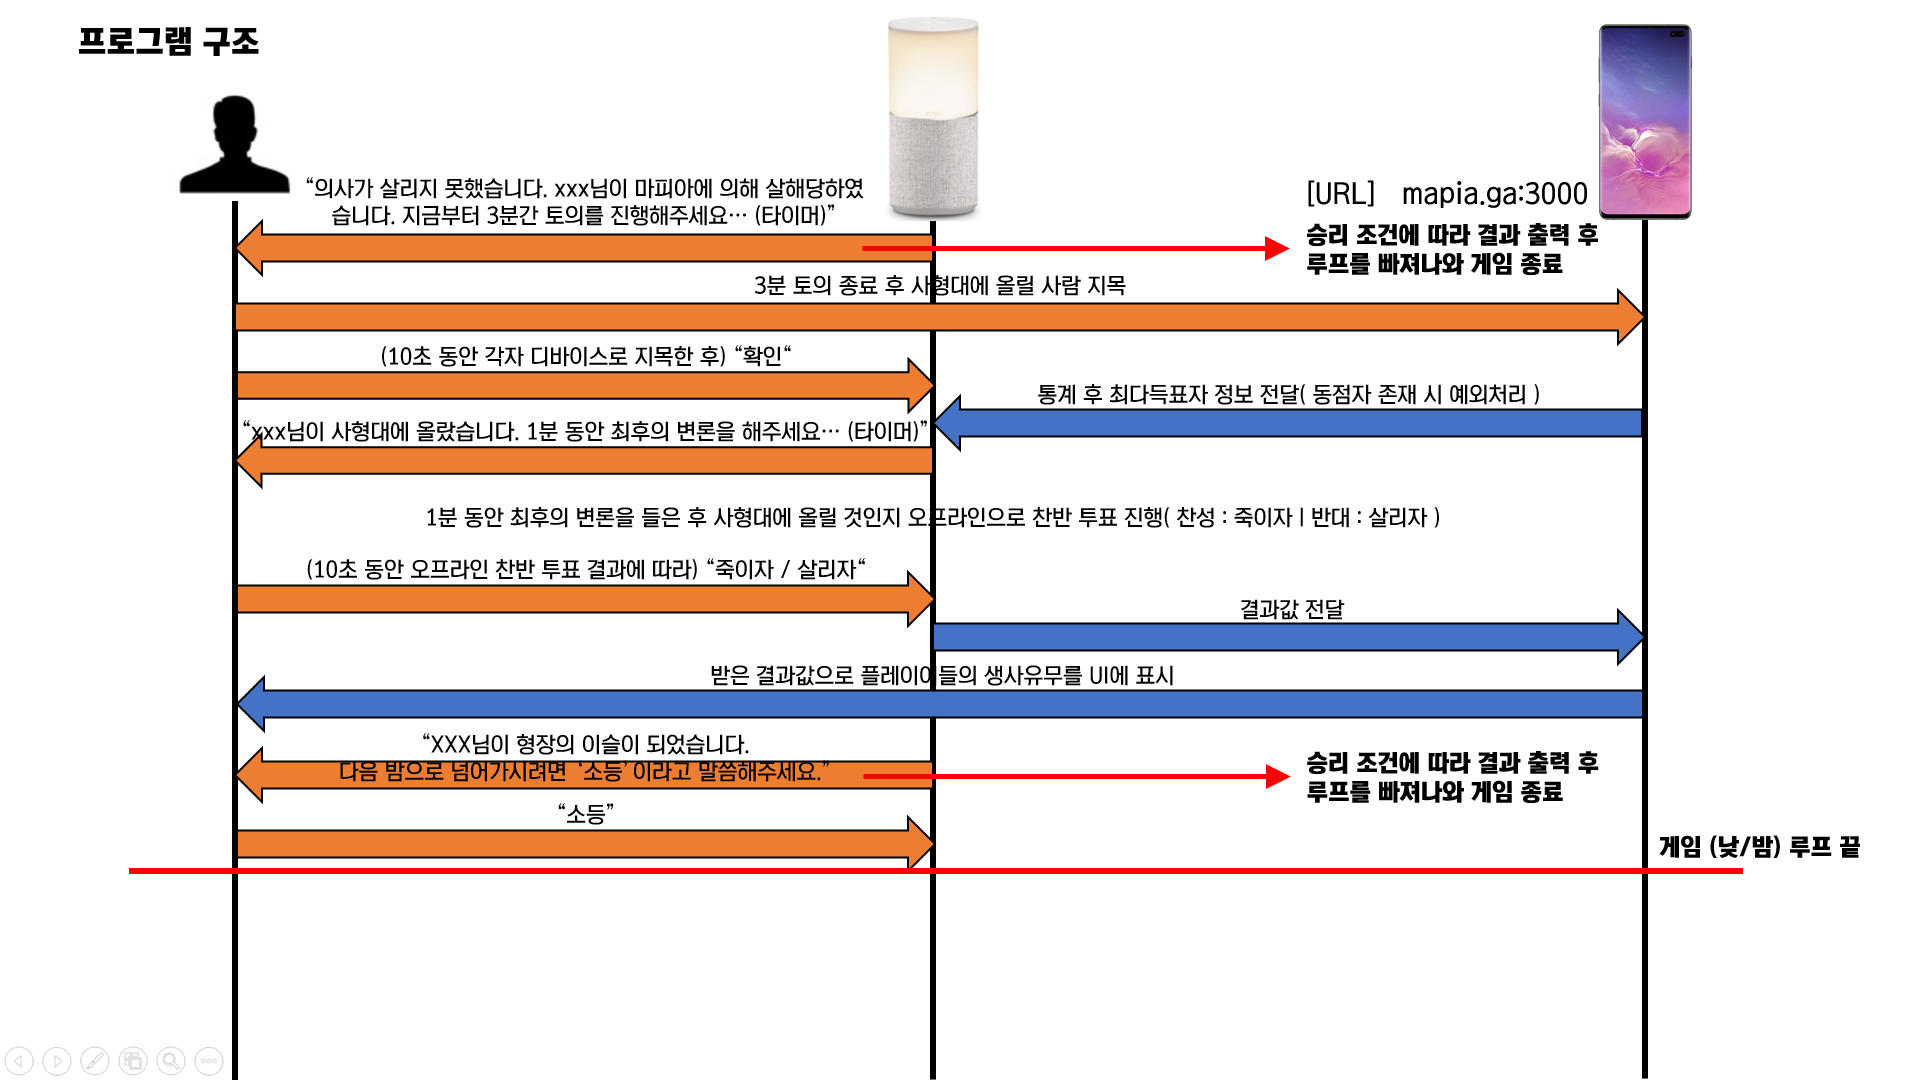 프로그램 구조
“의사가 살리지 못했습니다. xxx님이 마피아에 의해 살해당하였
습니다. 지금부터 3분간 토의를 진행해주세요… (타이머)”
[URL] mapia.ga:3000
승리 조건에 따라 결과 출력 후
루프를 빠져나와 게임 종료
3분 토의 종료 후 사형대에 올릴 사람 지목
(10초 동안 각자 디바이스로 지목한 후) “확인“
통계 후 최다득표자 정보 전달( 동점자 존재 시 예외처리 )
“xxx님이 사형대에 올랐습니다. 1분 동안 최후의 변론을 해주세요… (타이머)”
1분 동안 최후의 변론을 들은 후 사형대에 올릴 것인지 오프라인으로 찬반 투표 진행( 찬성 : 죽이자 | 반대 : 살리자 )
(10초 동안 오프라인 찬반 투표 결과에 따라) “죽이자 / 살리자“
결과값 전달
받은 결과값으로 플레이어들의 생사유무를 UI에 표시
“XXX님이 형장의 이슬이 되었습니다.
다음 밤으로 넘어가시려면 ‘소등’이라고 말씀해주세요.”
승리 조건에 따라 결과 출력 후
루프를 빠져나와 게임 종료
“소등”
게임 (낮/밤) 루프 끝